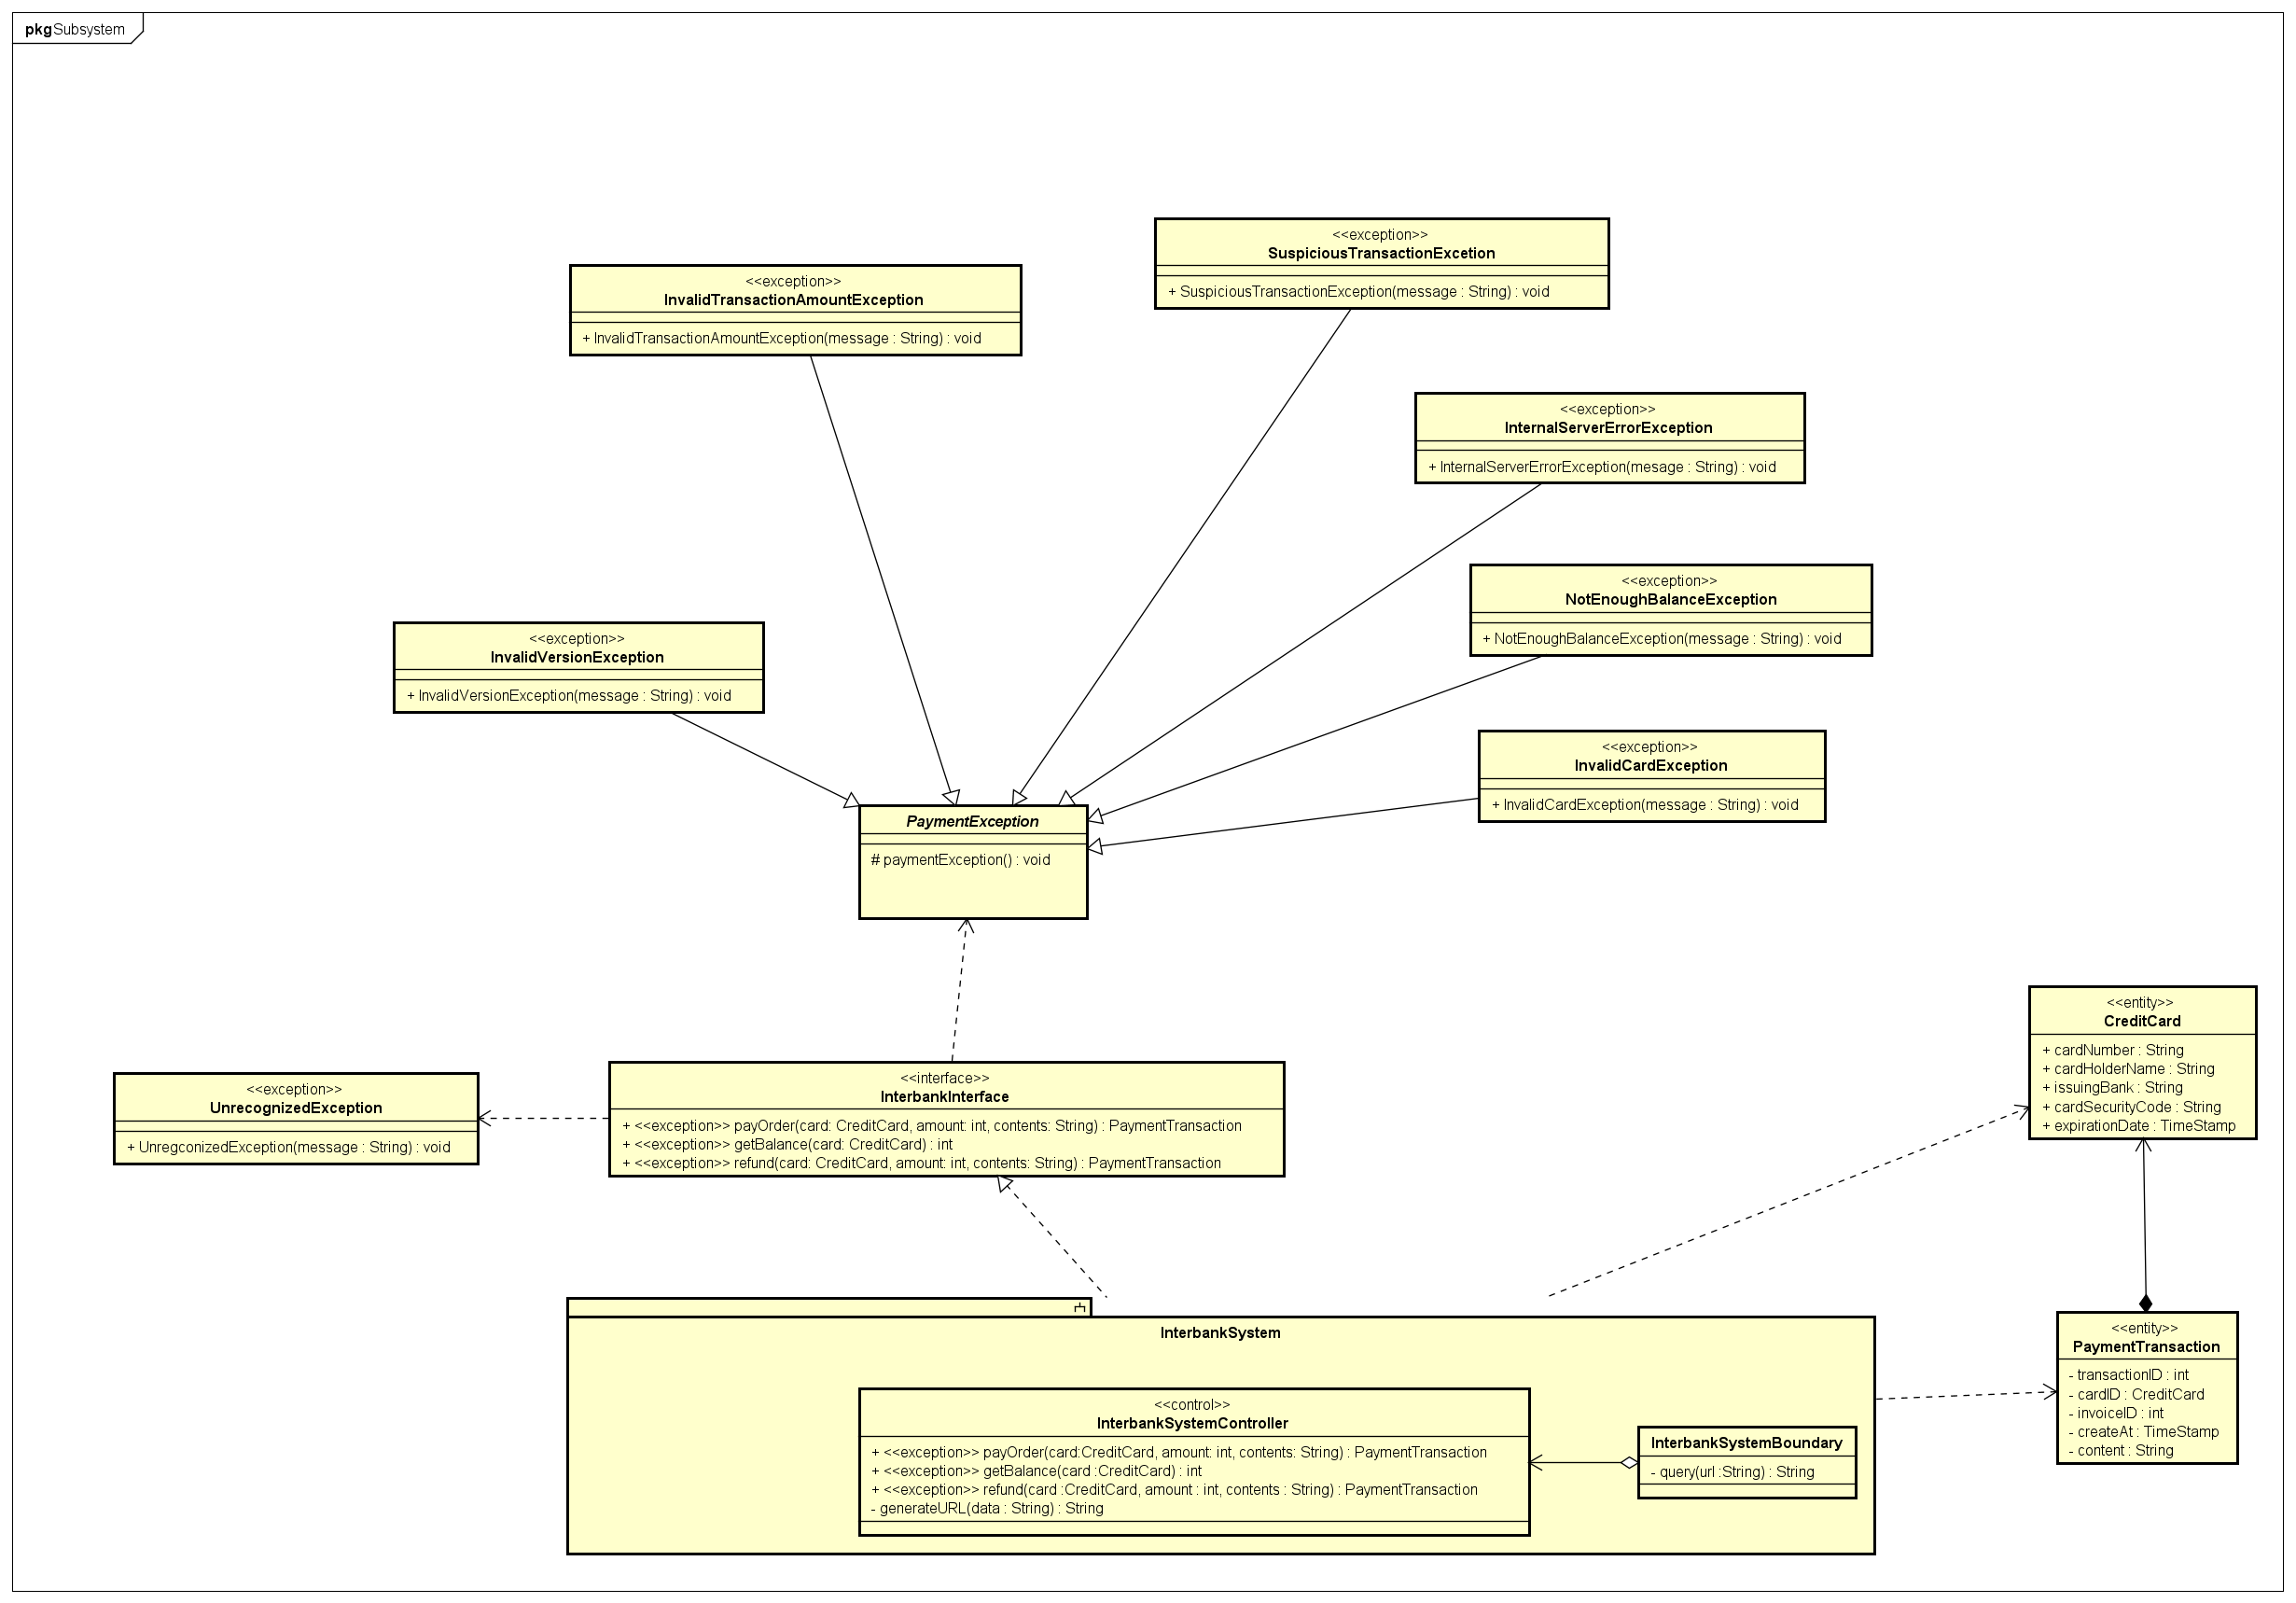 pkg Subsystem
<<exception>>
SuspiciousTransactionExcetion
+ SuspiciousTransactionException(message : String) : void
<<exception>>
InvalidTransactionAmountException
+ InvalidTransactionAmountException(message : String) : void
<<exception>>
InternalServerErrorException
+ InternalServerErrorException(mesage : String) : void
<<exception>>
NotEnoughBalanceException
+ NotEnoughBalanceException(message : String) : void
<<exception>>
InvalidVersionException
+ InvalidVersionException(message : String) : void
<<exception>>
InvalidCardException
+ InvalidCardException(message : String) : void
PaymentException
# paymentException() : void
<<entity>>
CreditCard
+ cardNumber : String
+ cardHolderName : String
+ issuingBank : String
+ cardSecurityCode : String
+ expirationDate : TimeStamp
<<interface>>
InterbankInterface
+ <<exception>> payOrder(card: CreditCard, amount: int, contents: String) : PaymentTransaction
+ <<exception>> getBalance(card: CreditCard) : int
+ <<exception>> refund(card: CreditCard, amount: int, contents: String) : PaymentTransaction
<<exception>>
UnrecognizedException
+ UnregconizedException(message : String) : void
InterbankSystem
<<control>>
InterbankSystemController
+ <<exception>> payOrder(card:CreditCard, amount: int, contents: String) : PaymentTransaction
+ <<exception>> getBalance(card :CreditCard) : int
+ <<exception>> refund(card :CreditCard, amount : int, contents : String) : PaymentTransaction
- generateURL(data : String) : String
InterbankSystemBoundary
- query(url :String) : String
<<entity>>
PaymentTransaction
- transactionID : int
- cardID : CreditCard
- invoiceID : int
- createAt : TimeStamp
- content : String